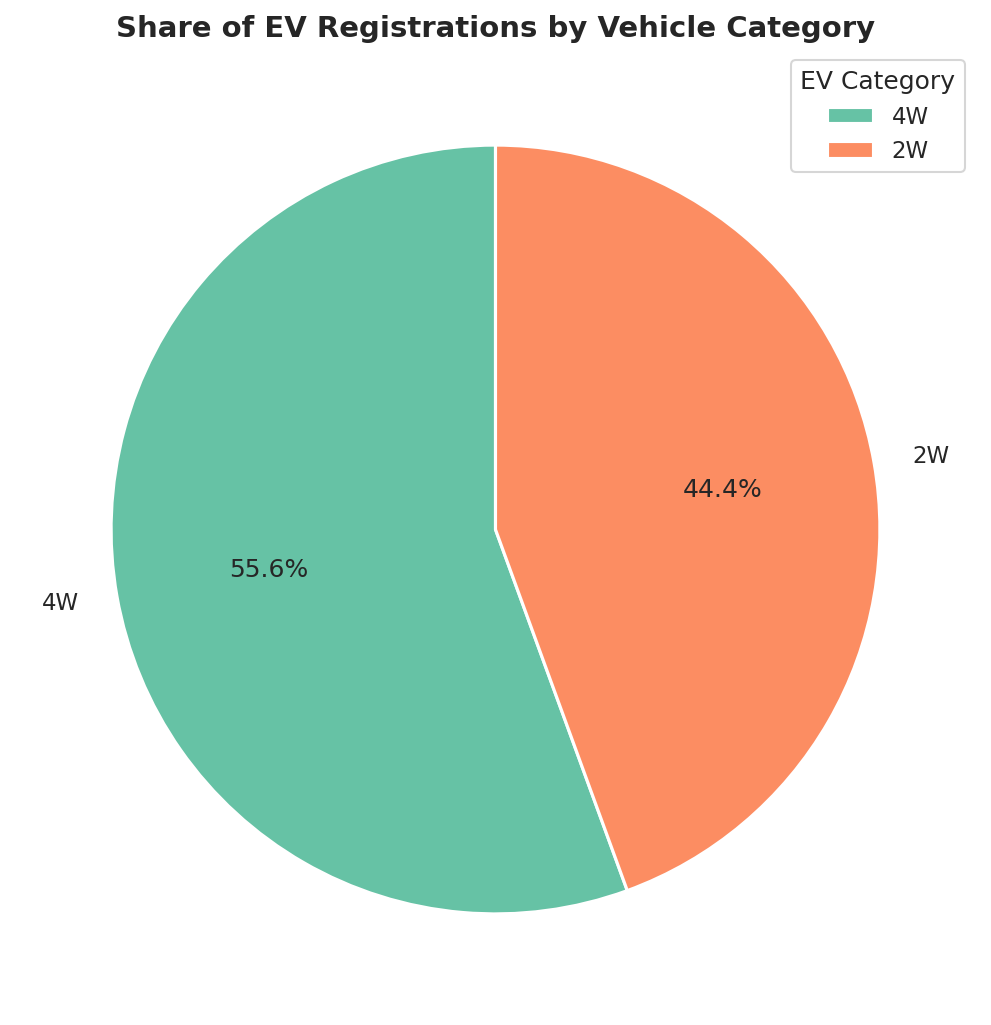 Share of EV Registrations by Vehicle Category
EV Category
4W
2W
2W
44.4%
55.6%
4W